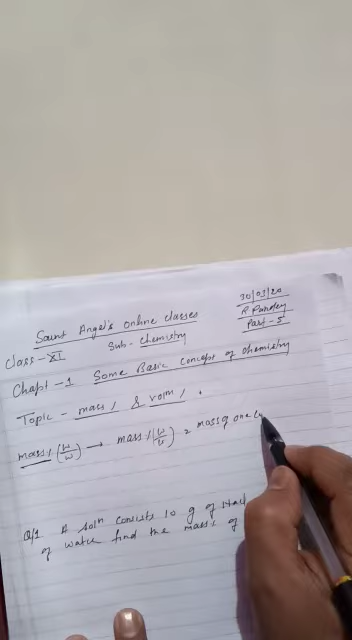 30/03/20
R Pandey
Part - 5
Saint Angel's online classes
Class - XI Sub - Chemistry
Chapt - 1 Some Basic Concept of chemistry
Topic - mass % & volm %
mass % (w/w) → mass % (w/w) = mass of one
Q/1 A soln consists 10 g of
of water find the mass of